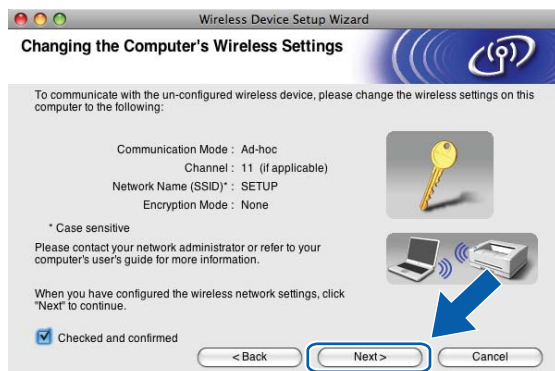 Wireless Device Setup Wizard
Changing the Computer's Wireless Settings
To communicate with the un-configured wireless device, please change the wireless settings on this
computer to the following:
Communication Mode : Ad-hoc
Channel : 11 (if applicable)
Network Name (SSID)* : SETUP
Encryption Mode : None
* Case sensitive
Please contact your network administrator or refer to your
computer's user's guide for more information.
When you have configured the wireless network settings, click
"Next" to continue.
Checked and confirmed
< Back Next > Cancel